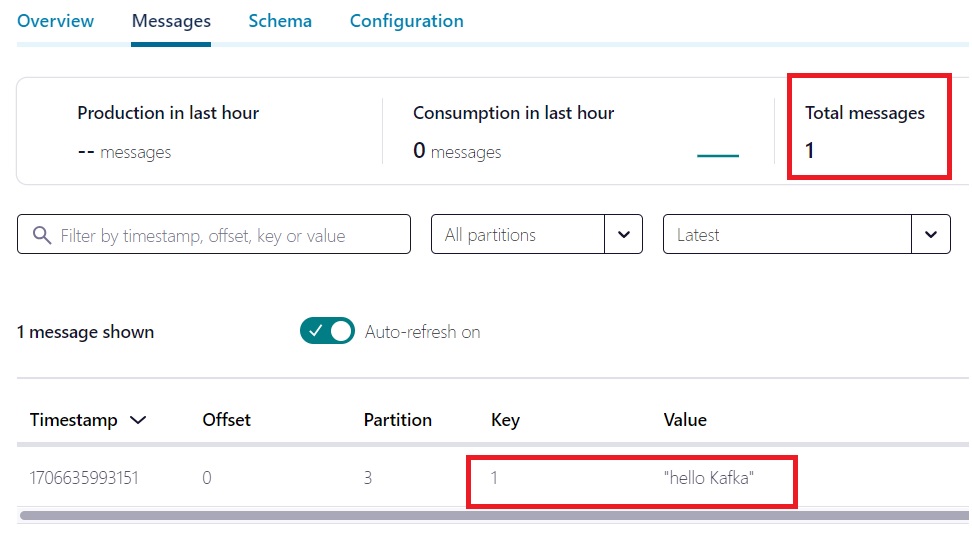 Overview Messages Schema Configuration
Production in last hour Consumption in last hour Total messages
-- messages 0 messages 1
Filter by timestamp, offset, key or value All partitions Latest
1 message shown Auto-refresh on
Timestamp Offset Partition Key Value
1706635993151 0 3 1 "hello Kafka"